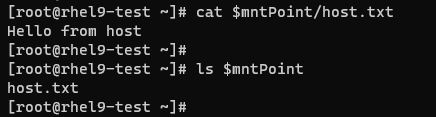 [root@rhel9-test ~]# cat $mntPoint/host.txt
Hello from host
[root@rhel9-test ~]#
[root@rhel9-test ~]# ls $mntPoint
host.txt
[root@rhel9-test ~]#